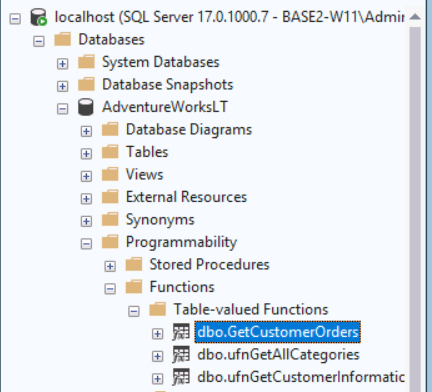 localhost (SQL Server 17.0.1000.7 - BASE2-W11\Admir
Databases
System Databases
Database Snapshots
AdventureWorksLT
Database Diagrams
Tables
Views
External Resources
Synonyms
Programmability
Stored Procedures
Functions
Table-valued Functions
dbo.GetCustomerOrders
dbo.ufnGetAllCategories
dbo.ufnGetCustomerInformatic